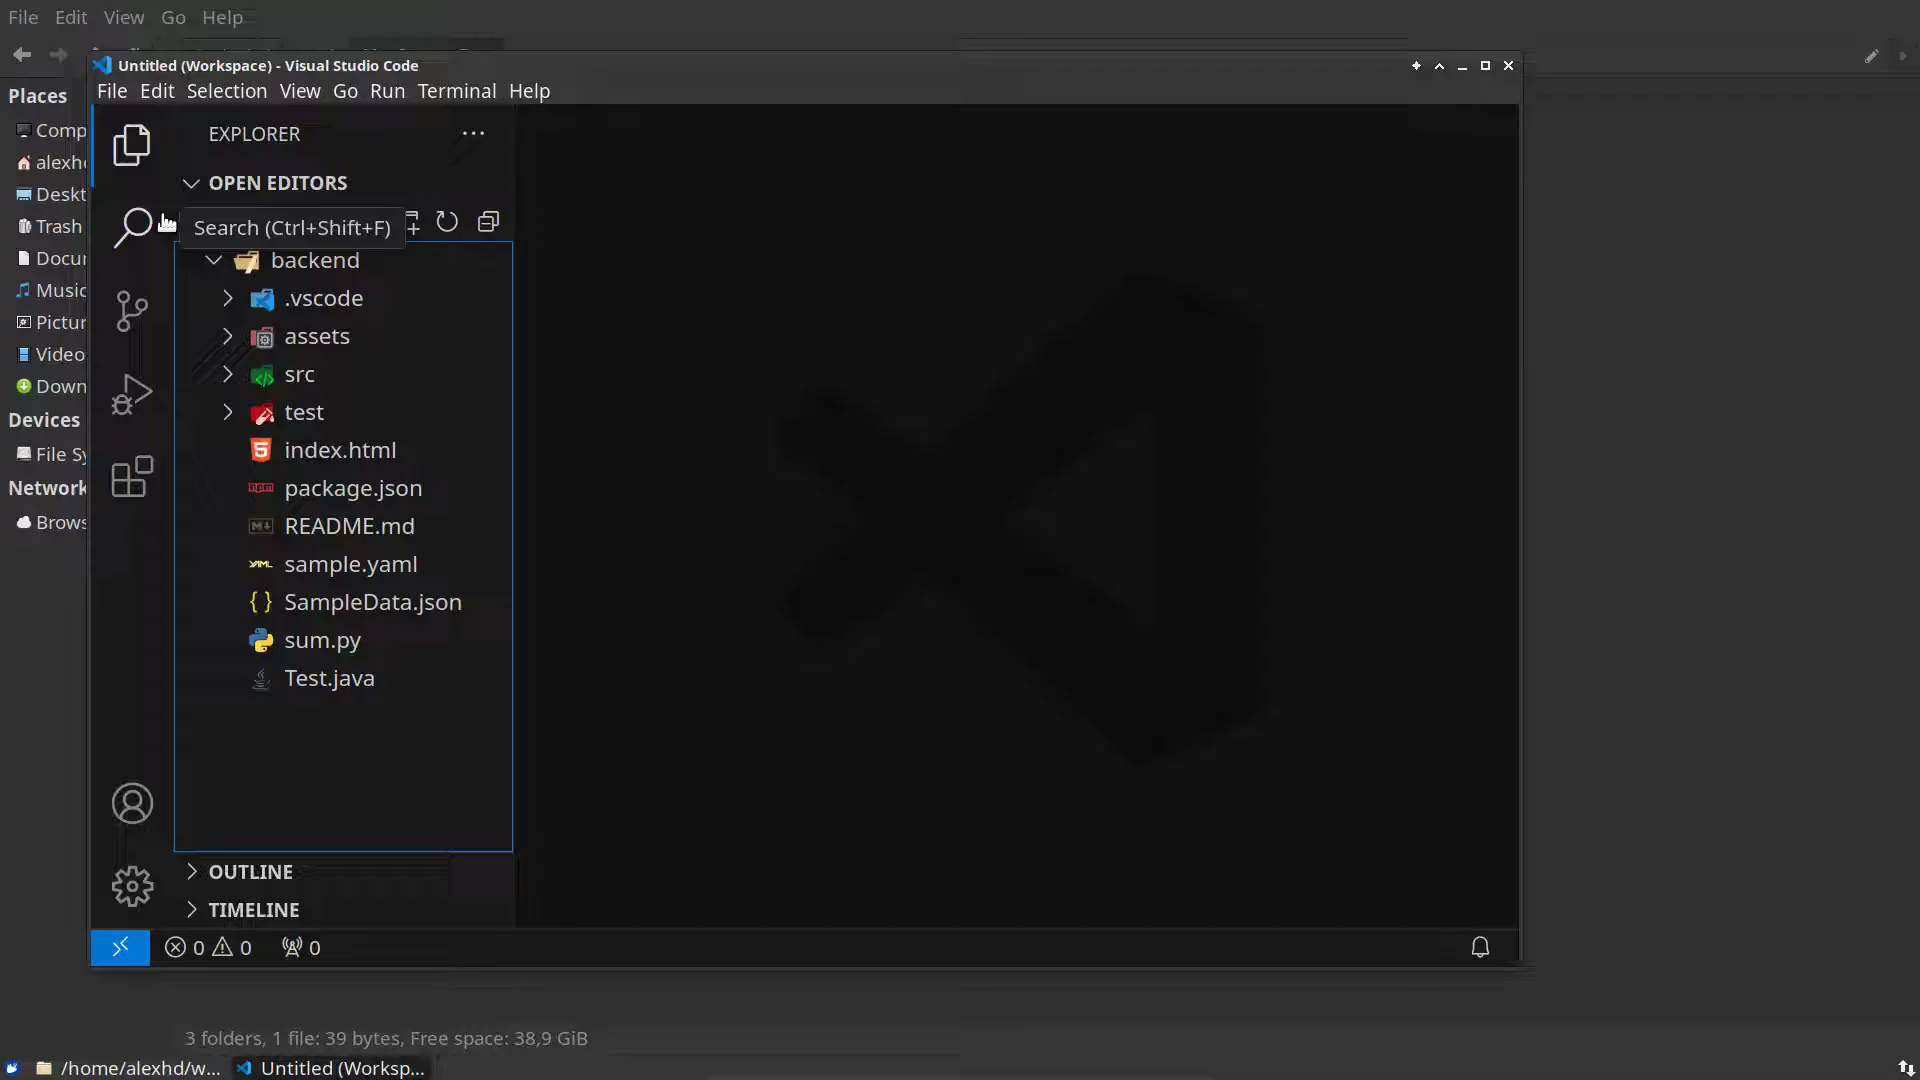 File Edit View Go Help
Untitled (Workspace) - Visual Studio Code
File Edit Selection View Go Run Terminal Help
Places
Comp
alexh
Deskt
Trash
Docu
Music
Pictur
Video
Down
Devices
File Sy
Network
Brows
EXPLORER
OPEN EDITORS
Search (Ctrl+Shift+F)
backend
.vscode
assets
src
test
index.html
package.json
README.md
sample.yaml
SampleData.json
sum.py
Test.java
OUTLINE
TIMELINE
0 0 0
3 folders, 1 file: 39 bytes, Free space: 38,9 GiB
/home/alexhd/w... Untitled (Worksp...